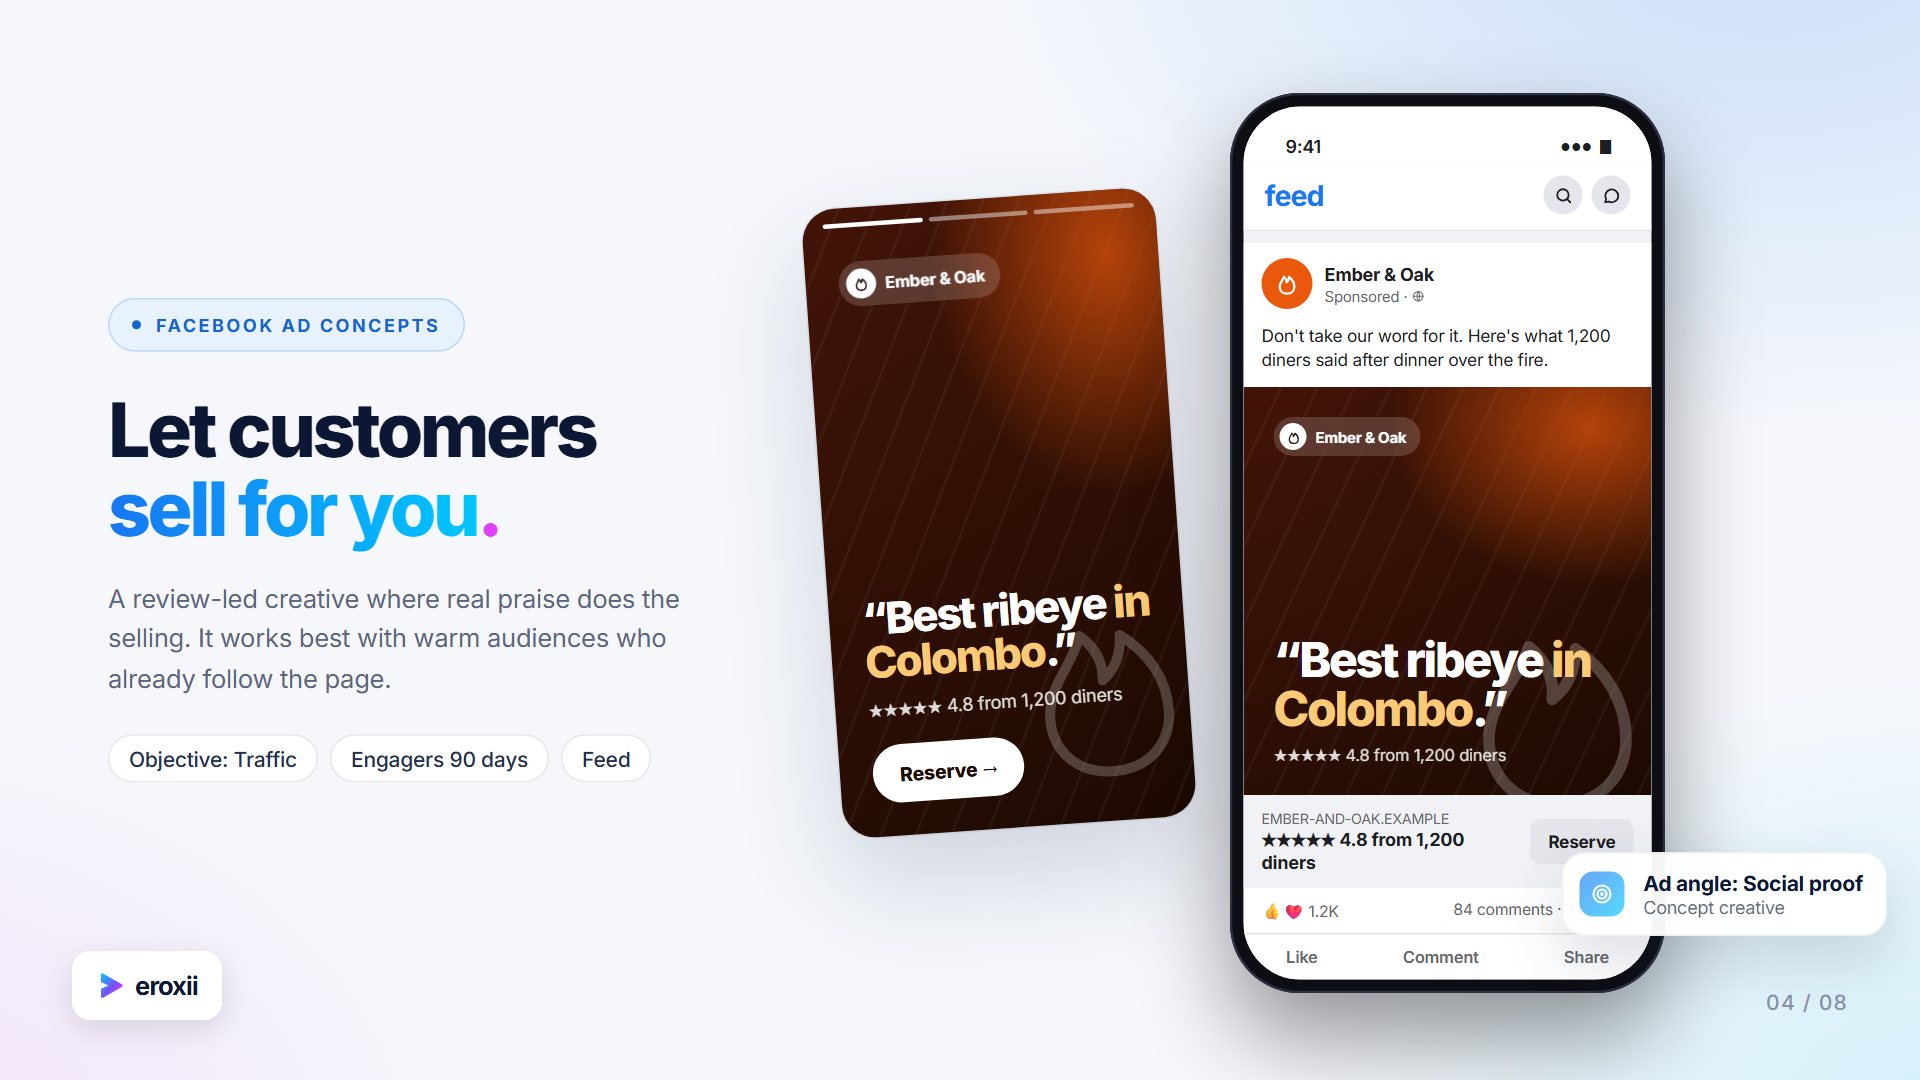 FACEBOOK AD CONCEPTS
Let customers
sell for you.
A review-led creative where real praise does the
selling. It works best with warm audiences who
already follow the page.
Objective: Traffic
Engagers 90 days
Feed
eroxii
Ember & Oak
“Best ribeye in
Colombo.”
★★★★★ 4.8 from 1,200 diners
Reserve →
9:41
feed
Ember & Oak
Sponsored ·
Don't take our word for it. Here's what 1,200
diners said after dinner over the fire.
Ember & Oak
“Best ribeye in
Colombo.”
★★★★★ 4.8 from 1,200 diners
EMBER-AND-OAK.EXAMPLE
★★★★★ 4.8 from 1,200
diners
Reserve
👍 ❤️ 1.2K
84 comments ·
Like
Comment
Share
Ad angle: Social proof
Concept creative
04 / 08